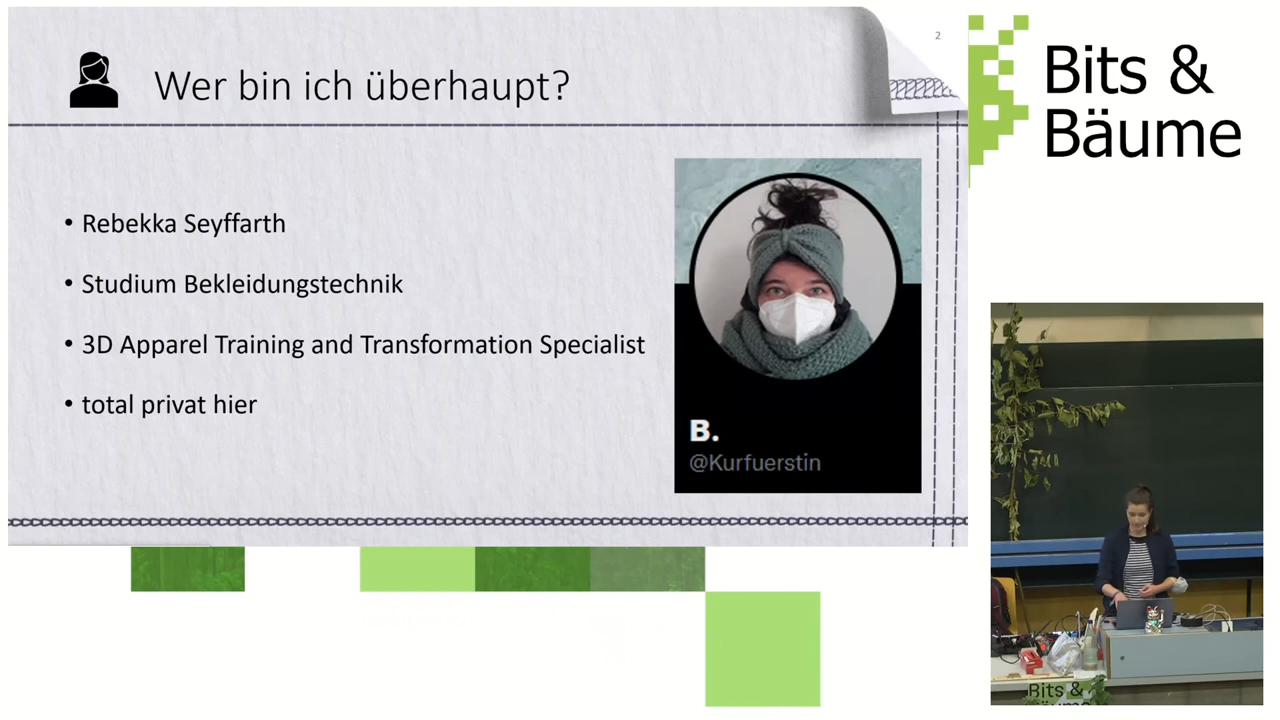 2
Wer bin ich überhaupt?
• Rebekka Seyffarth
• Studium Bekleidungstechnik
• 3D Apparel Training and Transformation Specialist
• total privat hier
B.
@Kurfuerstin
Bits &
Bäume
Bits &
Bäume